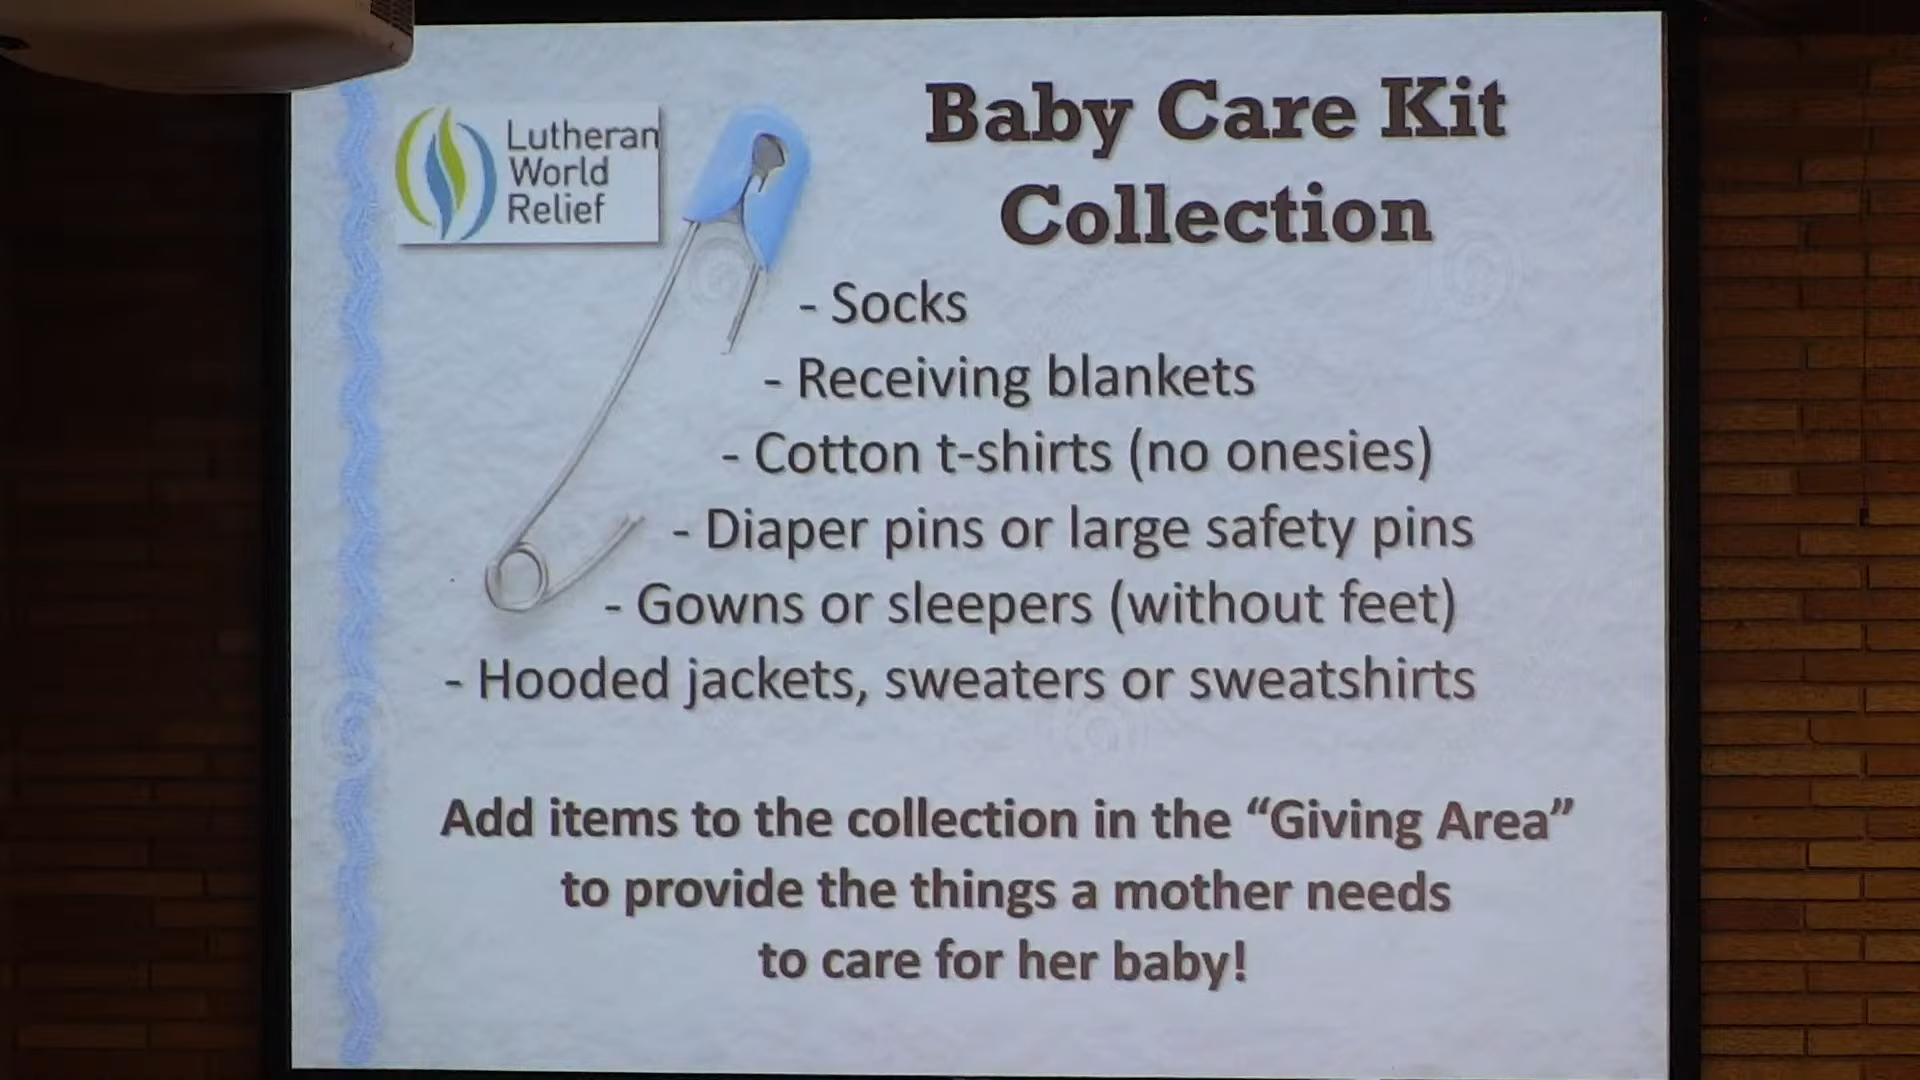 Lutheran
World
Relief
Baby Care Kit
Collection
- Socks
- Receiving blankets
- Cotton t-shirts (no onesies)
- Diaper pins or large safety pins
- Gowns or sleepers (without feet)
- Hooded jackets, sweaters or sweatshirts
Add items to the collection in the “Giving Area”
to provide the things a mother needs
to care for her baby!